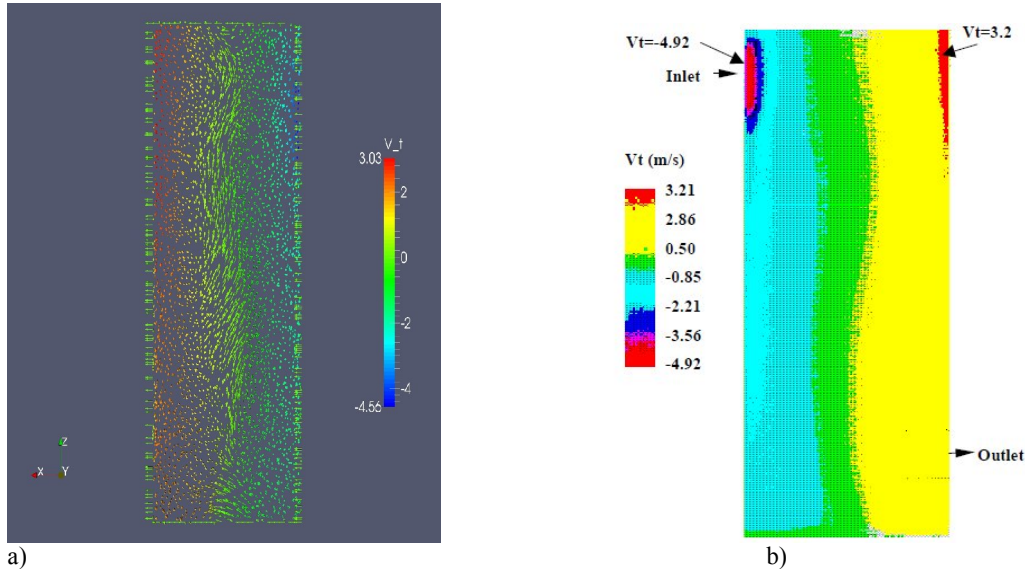 V_t
3.03
2
0
-2
-4
-4.56
Z
X
Y
a)
Vt=-4.92
Vt=3.2
Inlet
Vt (m/s)
3.21
2.86
0.50
-0.85
-2.21
-3.56
-4.92
Outlet
b)